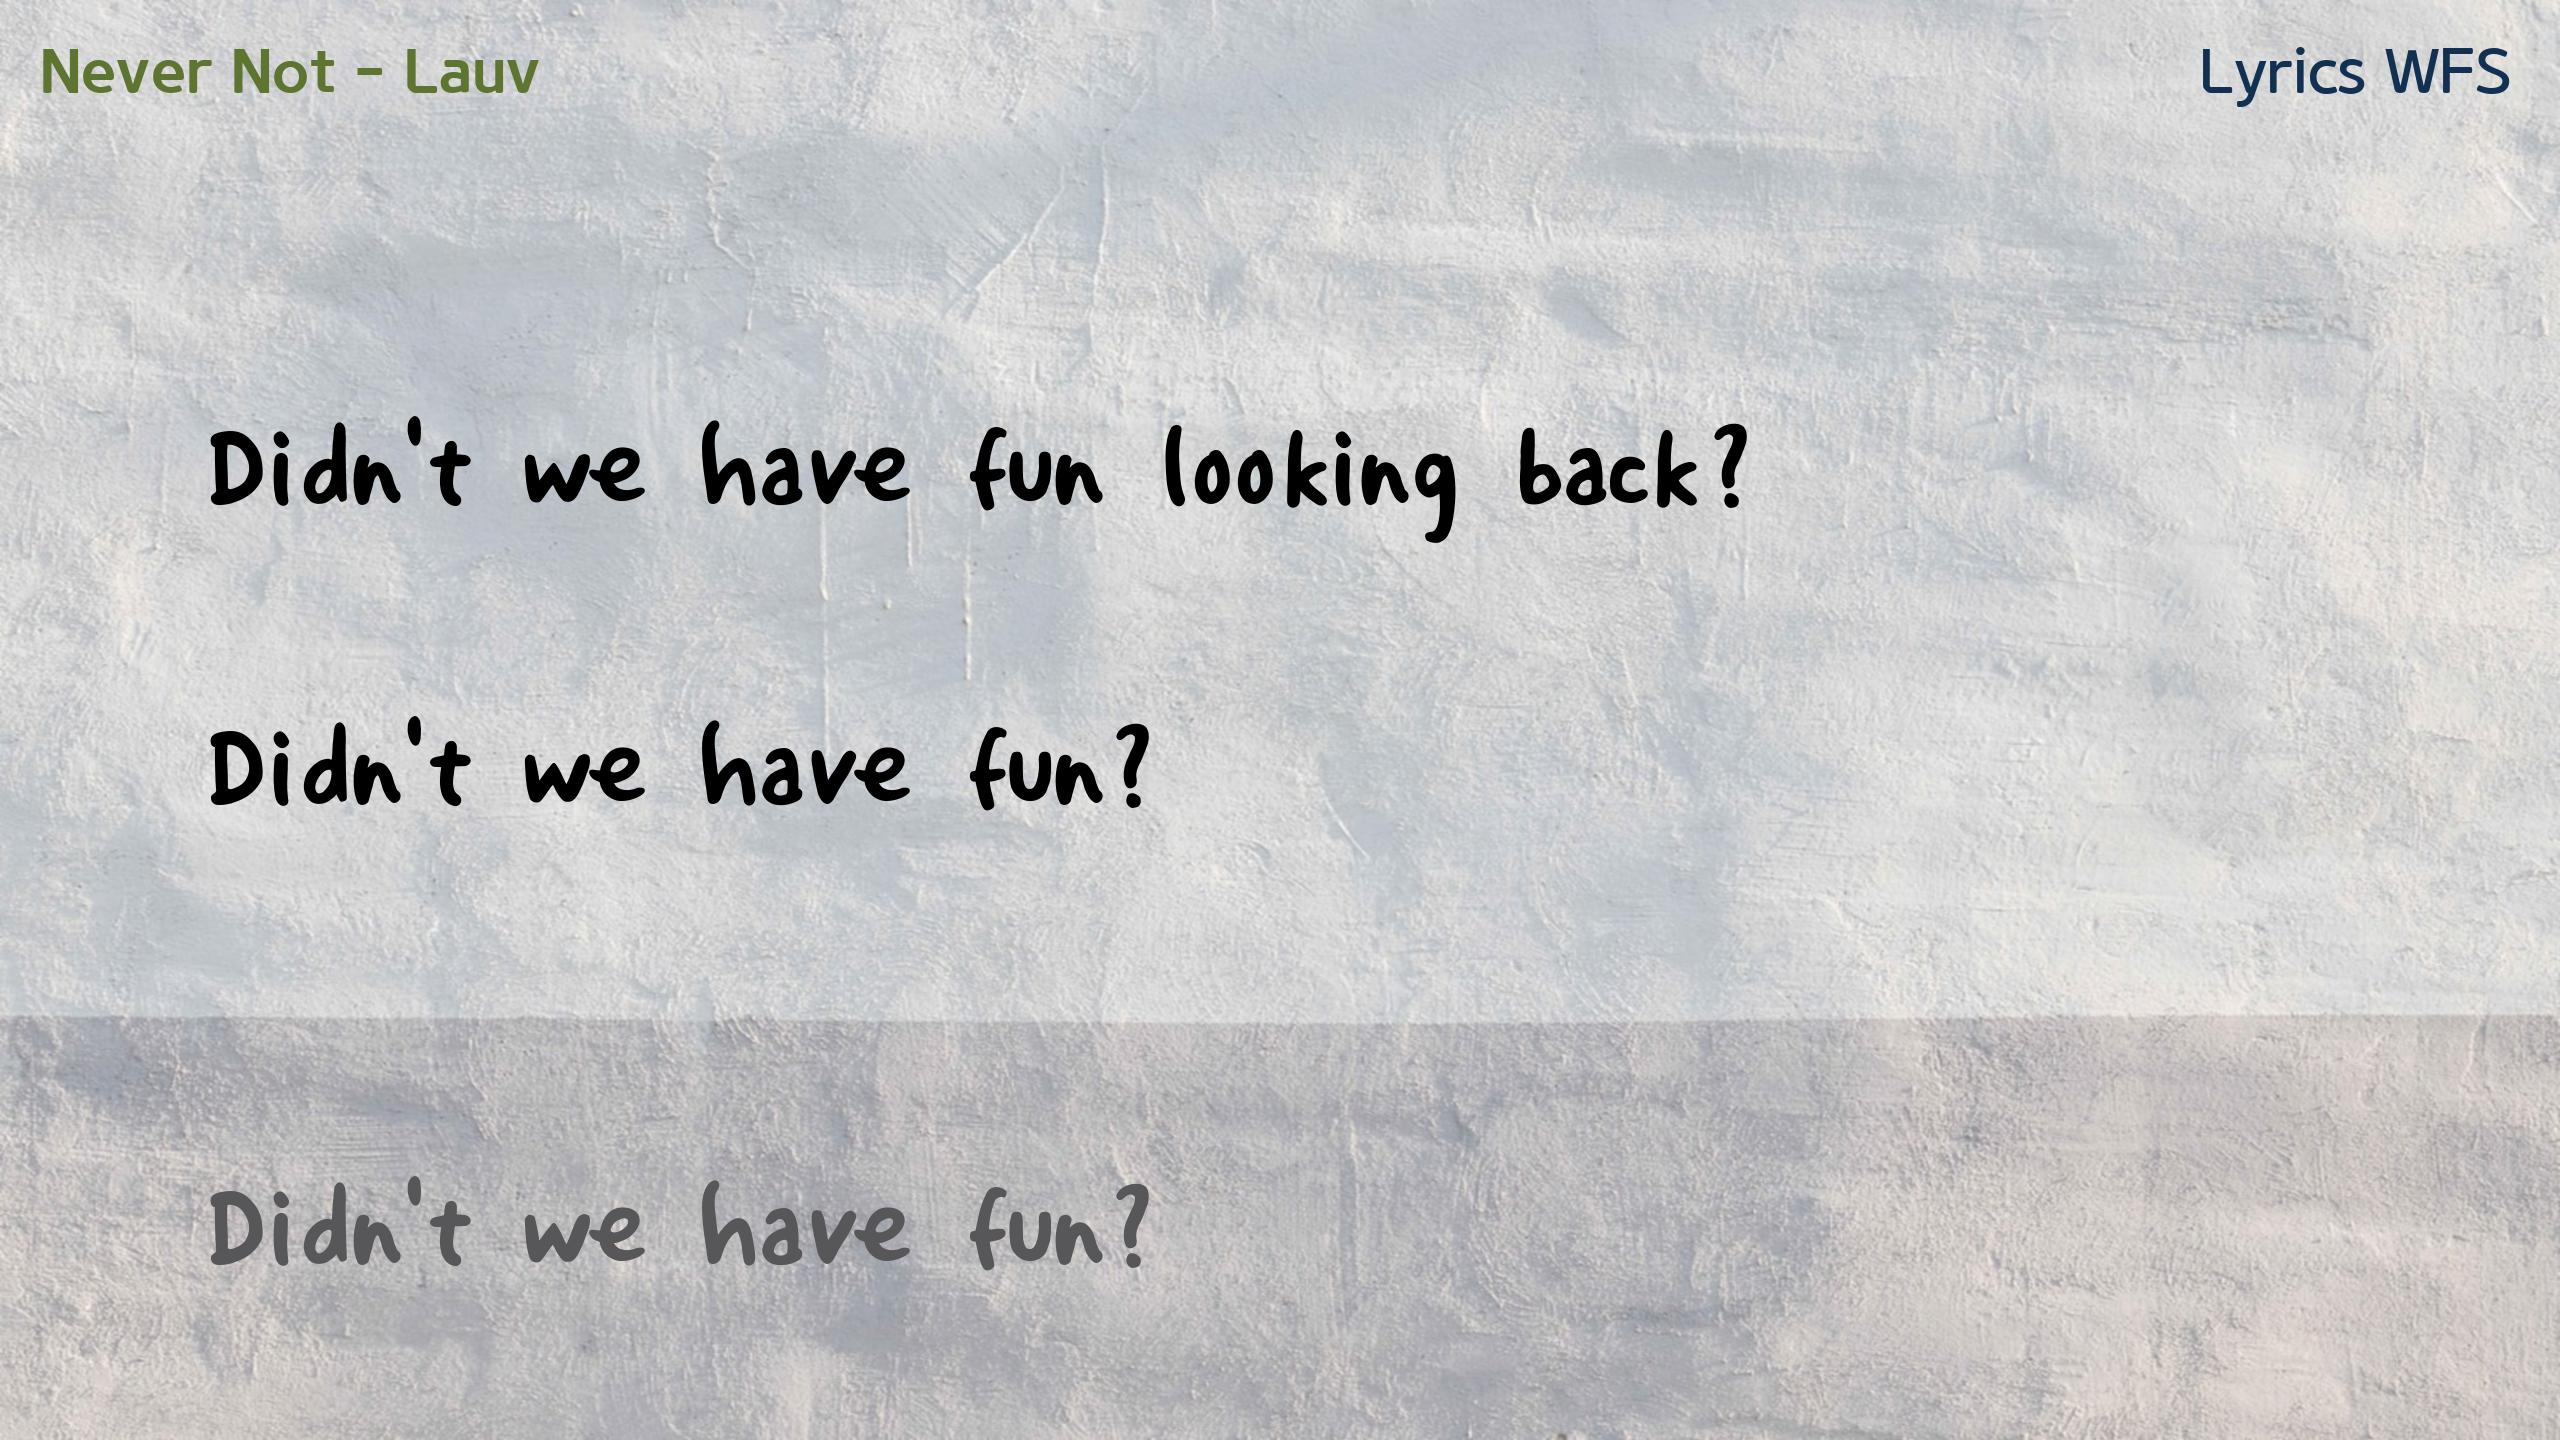 Never Not - Lauv
Lyrics WFS
Didn't we have fun looking back?
Didn't we have fun?
Didn't we have fun?